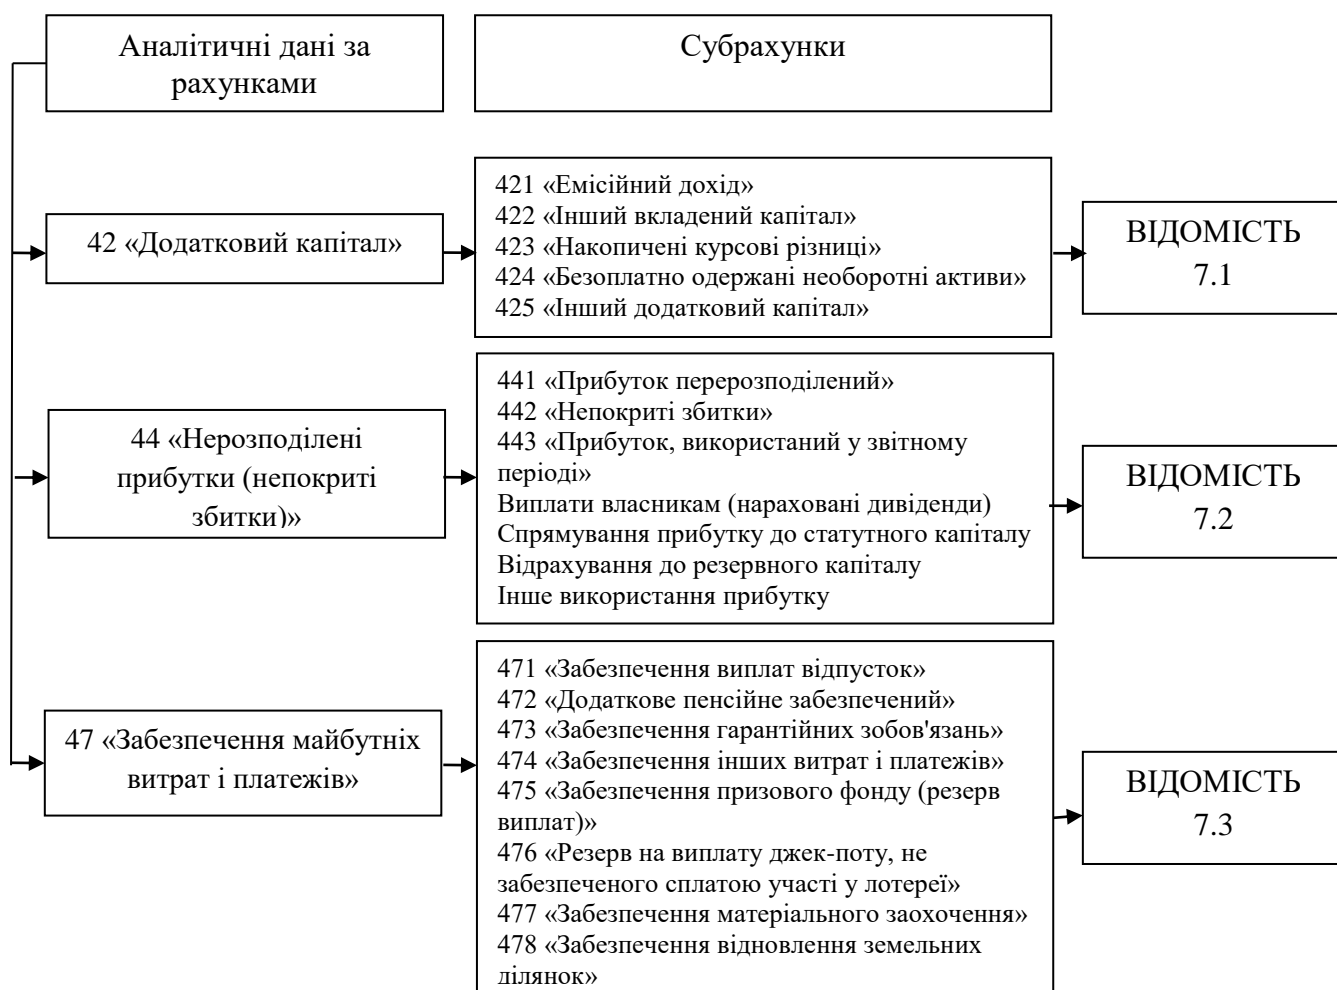 Аналітичні дані за
рахунками
Субрахунки
42 «Додатковий капітал»
421 «Емісійний дохід»
422 «Інший вкладений капітал»
423 «Накопичені курсові різниці»
424 «Безоплатно одержані необоротні активи»
425 «Інший додатковий капітал»
ВІДОМІСТЬ
7.1
44 «Нерозподілені
прибутки (непокриті
збитки)»
441 «Прибуток перерозподілений»
442 «Непокриті збитки»
443 «Прибуток, використаний у звітному
періоді»
Виплати власникам (нараховані дивіденди)
Спрямування прибутку до статутного капіталу
Відрахування до резервного капіталу
Інше використання прибутку
ВІДОМІСТЬ
7.2
47 «Забезпечення майбутніх
витрат і платежів»
471 «Забезпечення виплат відпусток»
472 «Додаткове пенсійне забезпечений»
473 «Забезпечення гарантійних зобов'язань»
474 «Забезпечення інших витрат і платежів»
475 «Забезпечення призового фонду (резерв
виплат)»
476 «Резерв на виплату джек-поту, не
забезпеченого сплатою участі у лотереї»
477 «Забезпечення матеріального заохочення»
478 «Забезпечення відновлення земельних
ділянок»
ВІДОМІСТЬ
7.3